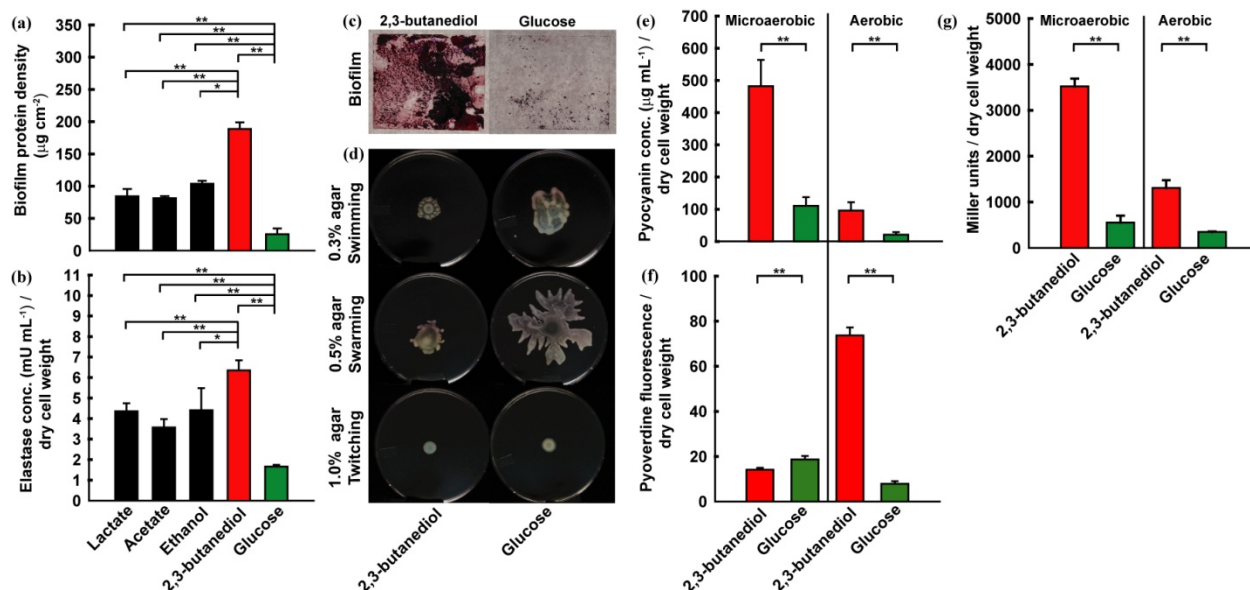 (a)
Biofilm protein density
(µg cm⁻²)
350
300
250
200
150
100
50
0
**
**
**
**
**
**
*
(b)
Elastase conc. (mU mL⁻¹) /
dry cell weight
11
10
9
8
7
6
5
4
3
2
1
0
**
**
**
**
**
**
*
Lactate
Acetate
Ethanol
2,3-butanediol
Glucose
(c)
2,3-butanediol
Glucose
Biofilm
(d)
0.3% agar
Swimming
0.5% agar
Swarming
1.0% agar
Twitching
2,3-butanediol
Glucose
(e)
Microaerobic
Aerobic
Pyocyanin conc. (µg mL⁻¹) /
dry cell weight
700
600
500
400
300
200
100
0
**
**
(f)
Pyoverdine fluorescence /
dry cell weight
100
80
60
40
20
0
**
**
2,3-butanediol
Glucose
2,3-butanediol
Glucose
(g)
Microaerobic
Aerobic
Miller units / dry cell weight
5000
4000
3000
2000
1000
0
**
**
2,3-butanediol
Glucose
2,3-butanediol
Glucose